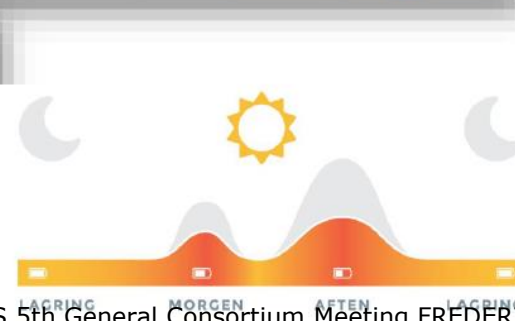 LAGRING MORGEN AFTEN LAGRING
S 5th General Consortium Meeting FREDER